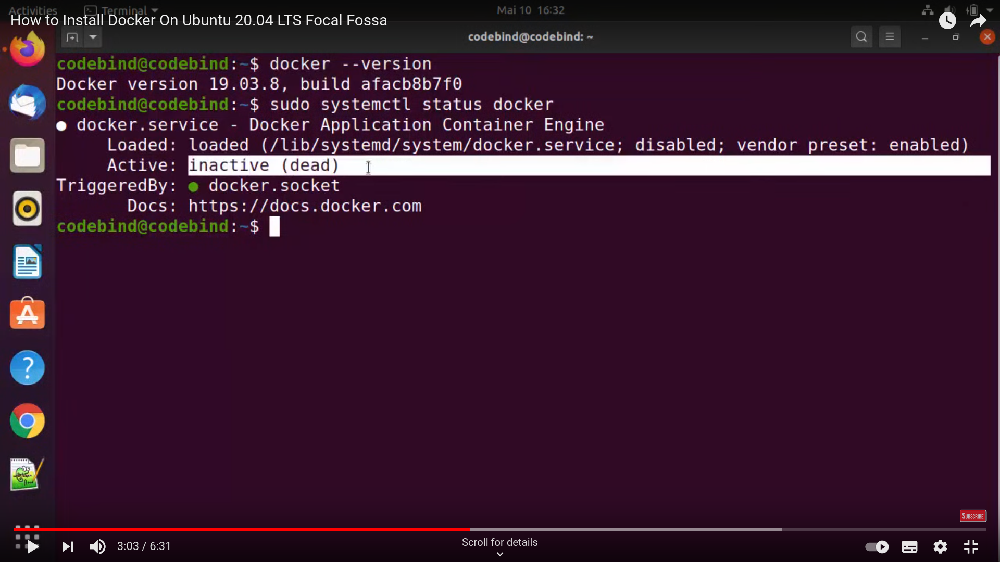 Activities Terminal Mai 10 16:32
How to Install Docker On Ubuntu 20.04 LTS Focal Fossa
codebind@codebind: ~
codebind@codebind:~$ docker --version
Docker version 19.03.8, build afacb8b7f0
codebind@codebind:~$ sudo systemctl status docker
● docker.service - Docker Application Container Engine
Loaded: loaded (/lib/systemd/system/docker.service; disabled; vendor preset: enabled)
Active: inactive (dead)
TriggeredBy: ● docker.socket
Docs: https://docs.docker.com
codebind@codebind:~$
SUBSCRIBE
3:03 / 6:31
Scroll for details